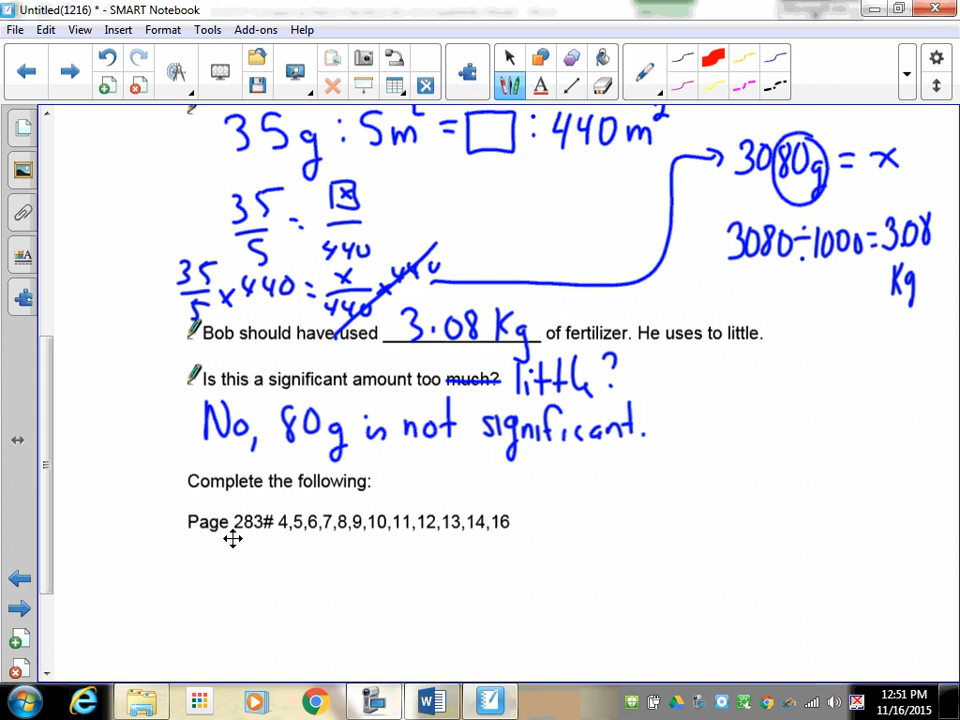 Untitled(1216) * - SMART Notebook
File Edit View Insert Format Tools Add-ons Help
35g : 5m² = □ : 440m²
3080g = x
35/5 = x/440
3080÷1000=3.08 Kg
35/5 x 440 = x/440 x 440
Bob should have used 3.08 Kg of fertilizer. He uses to little.
Is this a significant amount too much? little?
No, 80g is not significant.
Complete the following:
Page 283# 4,5,6,7,8,9,10,11,12,13,14,16
12:51 PM
11/16/2015